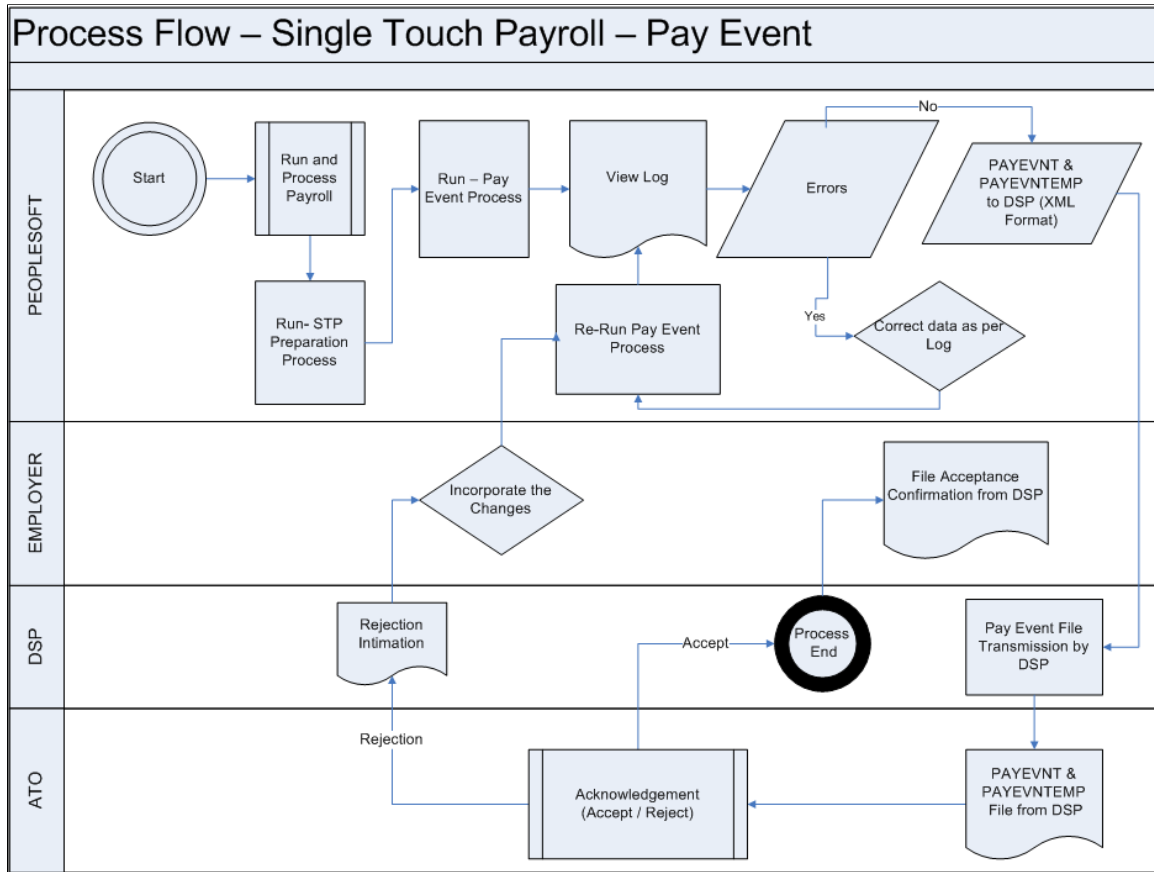 Process Flow – Single Touch Payroll – Pay Event
PEOPLESOFT
Start
Run and
Process
Payroll
Run – Pay
Event Process
View Log
Errors
No
PAYEVNT &
PAYEVNTEMP
to DSP (XML
Format)
Run- STP
Preparation
Process
Re-Run Pay Event
Process
Yes
Correct data as per
Log
EMPLOYER
Incorporate the
Changes
File Acceptance
Confirmation from DSP
DSP
Rejection
Intimation
Accept
Process
End
Pay Event File
Transmission by
DSP
ATO
Rejection
Acknowledgement
(Accept / Reject)
PAYEVNT &
PAYEVNTEMP
File from DSP